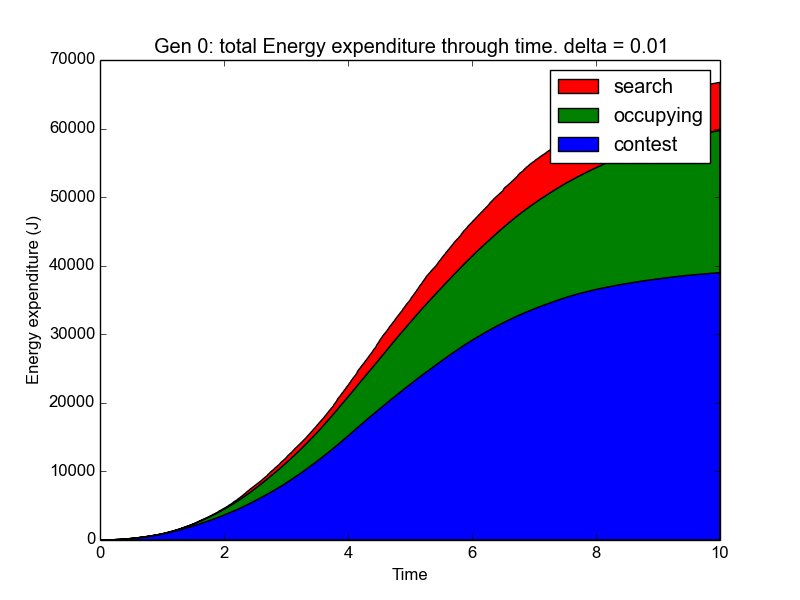 Gen 0: total Energy expenditure through time. delta = 0.01
70000
60000
50000
40000
30000
20000
10000
0
Energy expenditure (J)
search
occupying
contest
0 2 4 6 8 10
Time